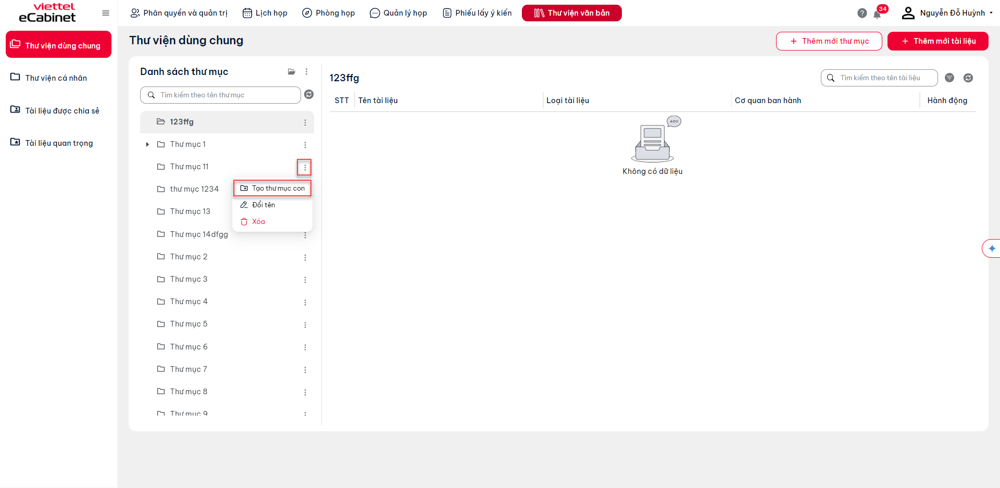 viettel
eCabinet
Phân quyền và quản trị
Lịch họp
Phòng họp
Quản lý họp
Phiếu lấy ý kiến
Thư viện văn bản
?
34
Nguyễn Đỗ Huỳnh
Thư viện dùng chung
Thư viện cá nhân
Tài liệu được chia sẻ
Tài liệu quan trọng
Thư viện dùng chung
+ Thêm mới thư mục
+ Thêm mới tài liệu
Danh sách thư mục
Tìm kiếm theo tên thư mục
123ffg
Thư mục 1
Thư mục 11
thư mục 1234
Thư mục 13
Thư mục 14dfgg
Thư mục 2
Thư mục 3
Thư mục 4
Thư mục 5
Thư mục 6
Thư mục 7
Thư mục 8
Thư mục 9
Tạo thư mục con
Đổi tên
Xóa
123ffg
Tìm kiếm theo tên tài liệu
STT
Tên tài liệu
Loại tài liệu
Cơ quan ban hành
Hành động
Không có dữ liệu